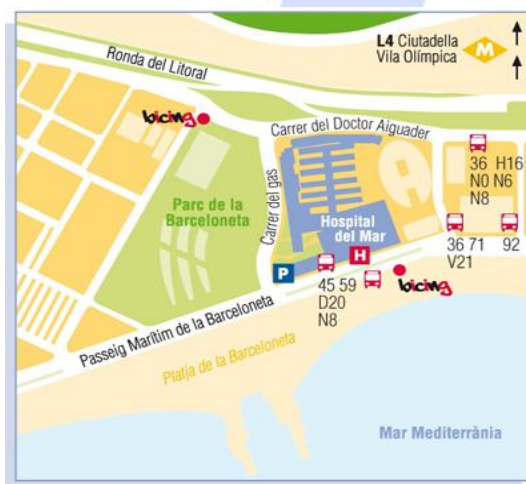 L4 Ciutadella
Vila Olímpica
M
Ronda del Litoral
bicing
Carrer del Doctor Aiguader
36 H16
N0 N6
N8
Parc de la
Barceloneta
Carrer del gas
Hospital
del Mar
H
P
36 71
V21
92
45 59
D20
N8
bicing
Passeig Marítim de la Barceloneta
Platja de la Barceloneta
Mar Mediterrània